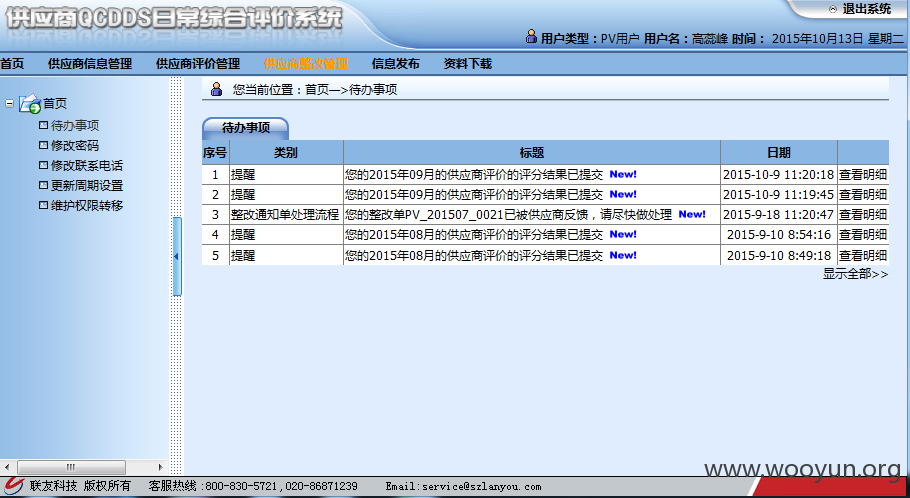 供应商QCDDS日常综合评价系统
退出系统
用户类型：PV用户 用户名：高蕊峰 时间： 2015年10月13日 星期二
首页 供应商信息管理 供应商评价管理 供应商整改管理 信息发布 资料下载
您当前位置：首页—>待办事项
首页
待办事项
修改密码
修改联系电话
更新周期设置
维护权限转移
待办事项
序号 类别 标题 日期
1 提醒 您的2015年09月的供应商评价的评分结果已提交 New! 2015-10-9 11:20:18 查看明细
2 提醒 您的2015年09月的供应商评价的评分结果已提交 New! 2015-10-9 11:19:45 查看明细
3 整改通知单处理流程 您的整改单PV_201507_0021已被供应商反馈，请尽快做处理 New! 2015-9-18 11:20:47 查看明细
4 提醒 您的2015年08月的供应商评价的评分结果已提交 New! 2015-9-10 8:54:16 查看明细
5 提醒 您的2015年08月的供应商评价的评分结果已提交 New! 2015-9-10 8:49:18 查看明细
显示全部>>
www.wooyun.org
联友科技 版权所有 客服热线:800-830-5721,020-86871239 Email:service@szlanyou.com